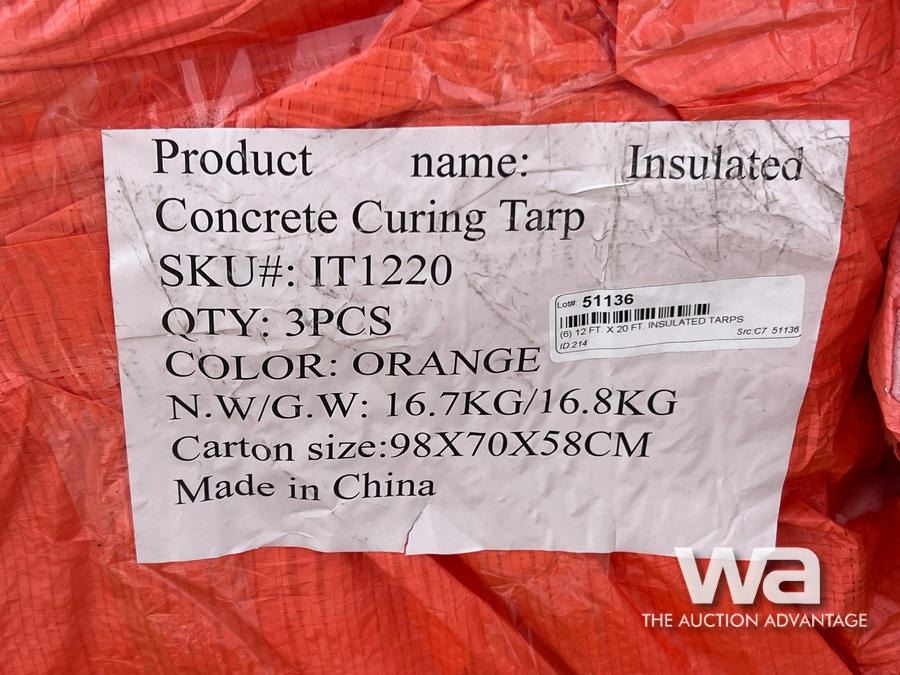 Product name: Insulated
Concrete Curing Tarp
SKU#: IT1220
QTY: 3PCS
COLOR: ORANGE
N.W/G.W: 16.7KG/16.8KG
Carton size:98X70X58CM
Made in China
Lot#: 51136
(6) 12 FT. X 20 FT. INSULATED TARPS
ID:214 Src:C7 51136
wa
THE AUCTION ADVANTAGE